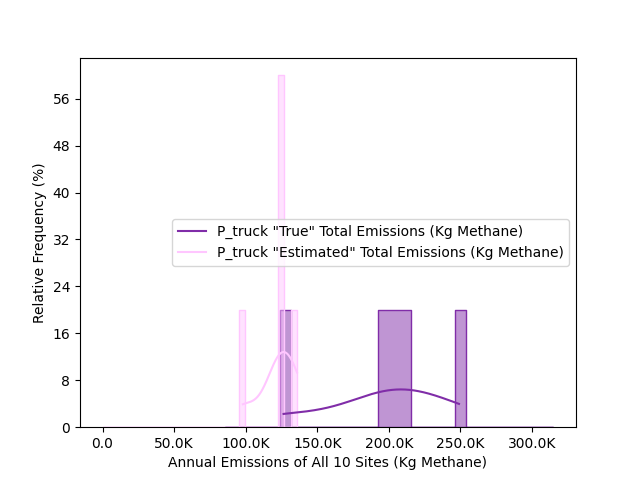 56
48
40
32
24
16
8
0
Relative Frequency (%)
P_truck "True" Total Emissions (Kg Methane)
P_truck "Estimated" Total Emissions (Kg Methane)
0.0 50.0K 100.0K 150.0K 200.0K 250.0K 300.0K
Annual Emissions of All 10 Sites (Kg Methane)